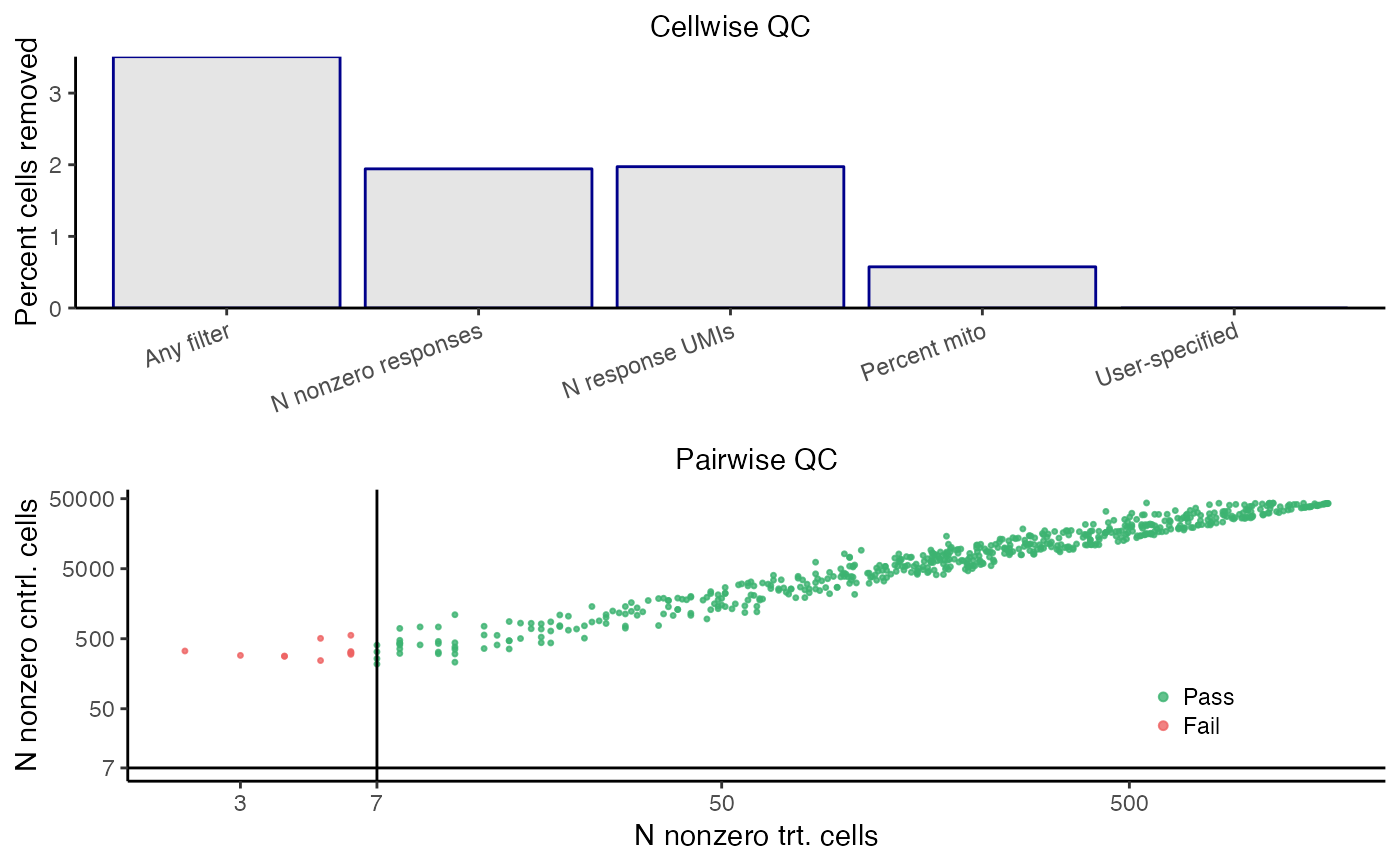 Cellwise QC
Percent cells removed
3
2
1
0
Any filter
N nonzero responses
N response UMIs
Percent mito
User-specified
Pairwise QC
N nonzero cntrl. cells
50000
5000
500
50
7
Pass
Fail
3
7
50
500
N nonzero trt. cells